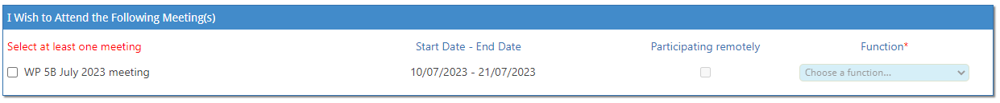 I Wish to Attend the Following Meeting(s)
Select at least one meeting Start Date - End Date Participating remotely Function*
WP 5B July 2023 meeting 10/07/2023 - 21/07/2023 Choose a function...